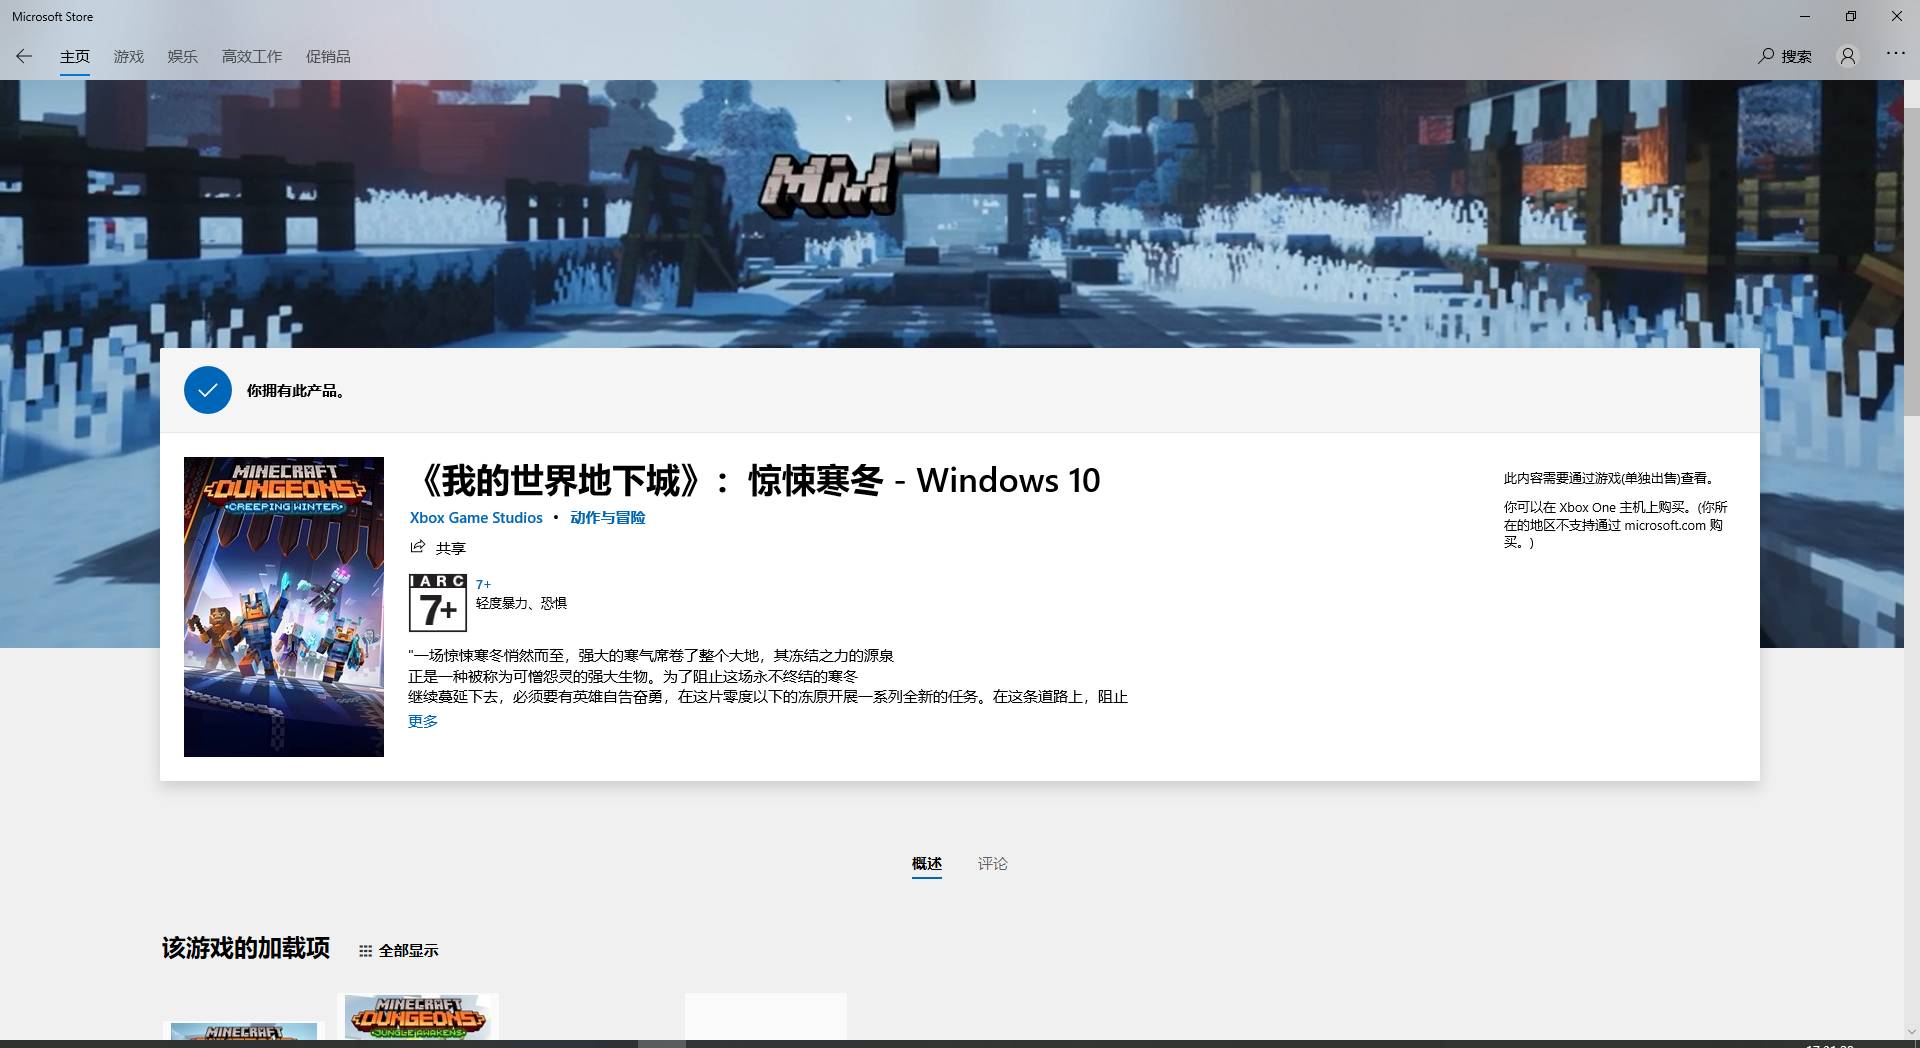 Microsoft Store
主页 游戏 娱乐 高效工作 促销品
搜索
你拥有此产品。
MINECRAFT
DUNGEONS
CREEPING WINTER
《我的世界地下城》：惊悚寒冬 - Windows 10
Xbox Game Studios • 动作与冒险
共享
IARC
7+
7+
轻度暴力、恐惧
"一场惊悚寒冬悄然而至，强大的寒气席卷了整个大地，其冻结之力的源泉
正是一种被称为可憎怨灵的强大生物。为了阻止这场永不终结的寒冬
继续蔓延下去，必须要有英雄自告奋勇，在这片零度以下的冻原开展一系列全新的任务。在这条道路上，阻止
更多
此内容需要通过游戏(单独出售)查看。
你可以在 Xbox One 主机上购买。(你所
在的地区不支持通过 microsoft.com 购
买。)
概述 评论
该游戏的加载项 全部显示
MINECRAFT
MINECRAFT
DUNGEONS
JUNGLE AWAKENS